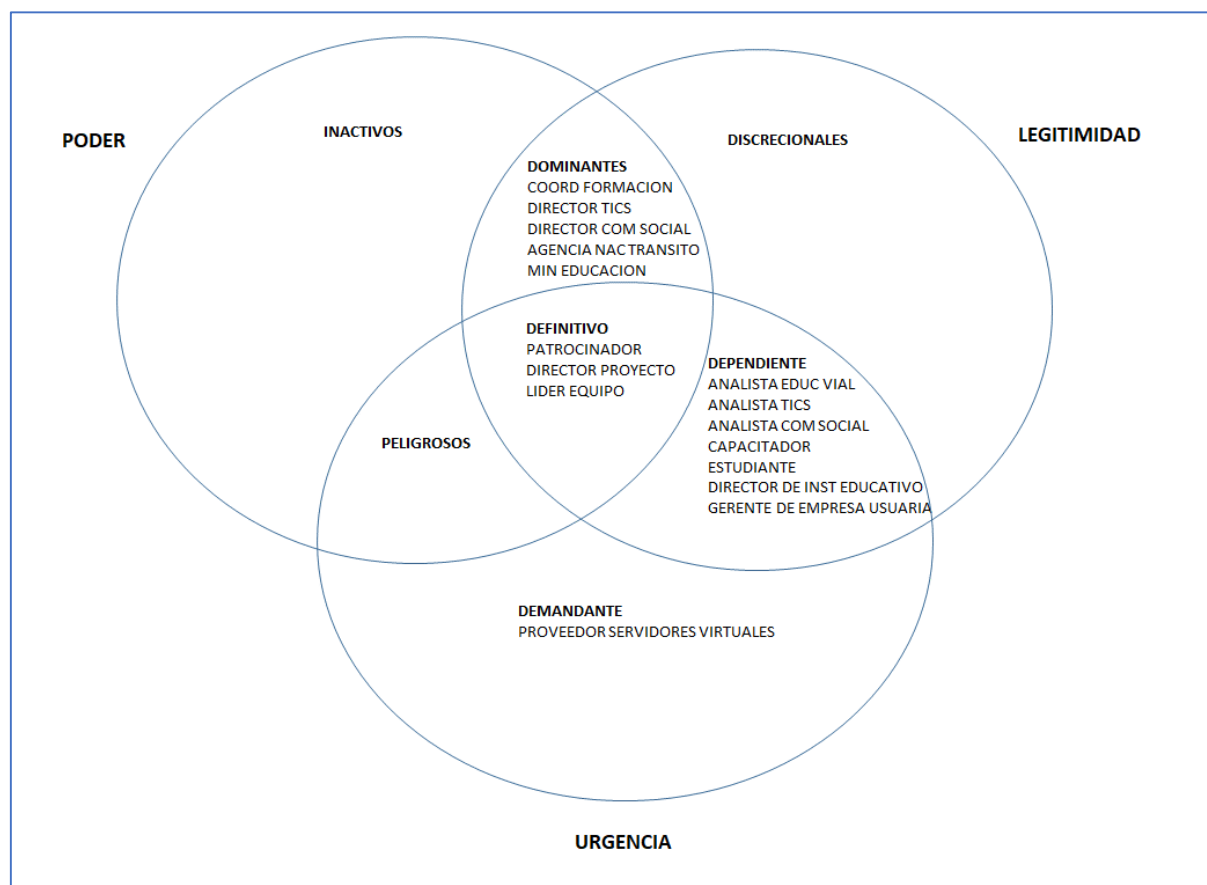 PODER
INACTIVOS
DISCRECIONALES
LEGITIMIDAD
DOMINANTES
COORD FORMACION
DIRECTOR TICS
DIRECTOR COM SOCIAL
AGENCIA NAC TRANSITO
MIN EDUCACION
DEFINITIVO
PATROCINADOR
DIRECTOR PROYECTO
LIDER EQUIPO
DEPENDIENTE
ANALISTA EDUC VIAL
ANALISTA TICS
ANALISTA COM SOCIAL
CAPACITADOR
ESTUDIANTE
DIRECTOR DE INST EDUCATIVO
GERENTE DE EMPRESA USUARIA
PELIGROSOS
DEMANDANTE
PROVEEDOR SERVIDORES VIRTUALES
URGENCIA